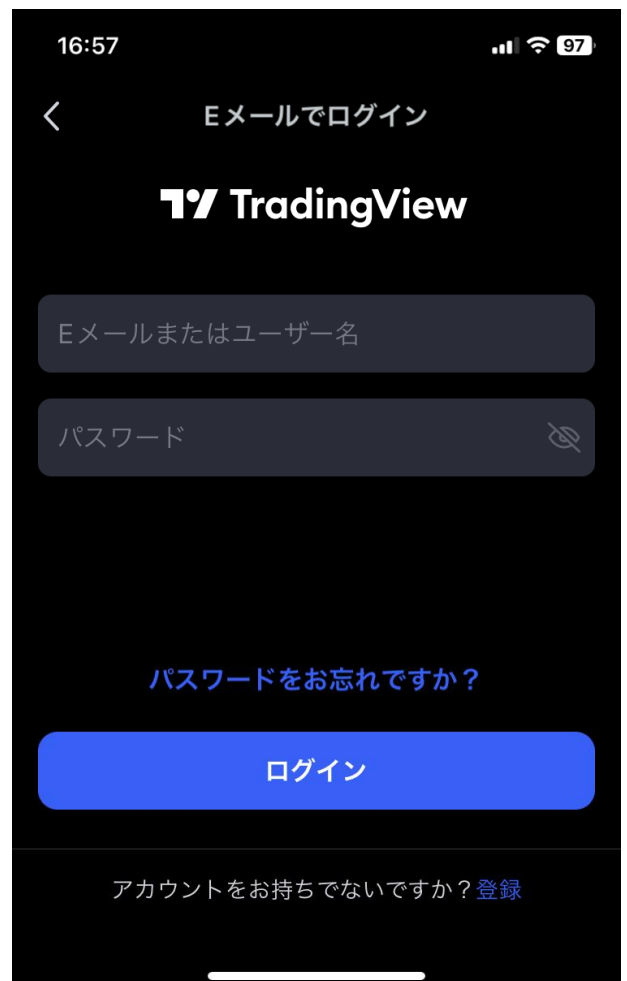 16:57
97
Eメールでログイン
TradingView
Eメールまたはユーザー名
パスワード
パスワードをお忘れですか？
ログイン
アカウントをお持ちでないですか？登録